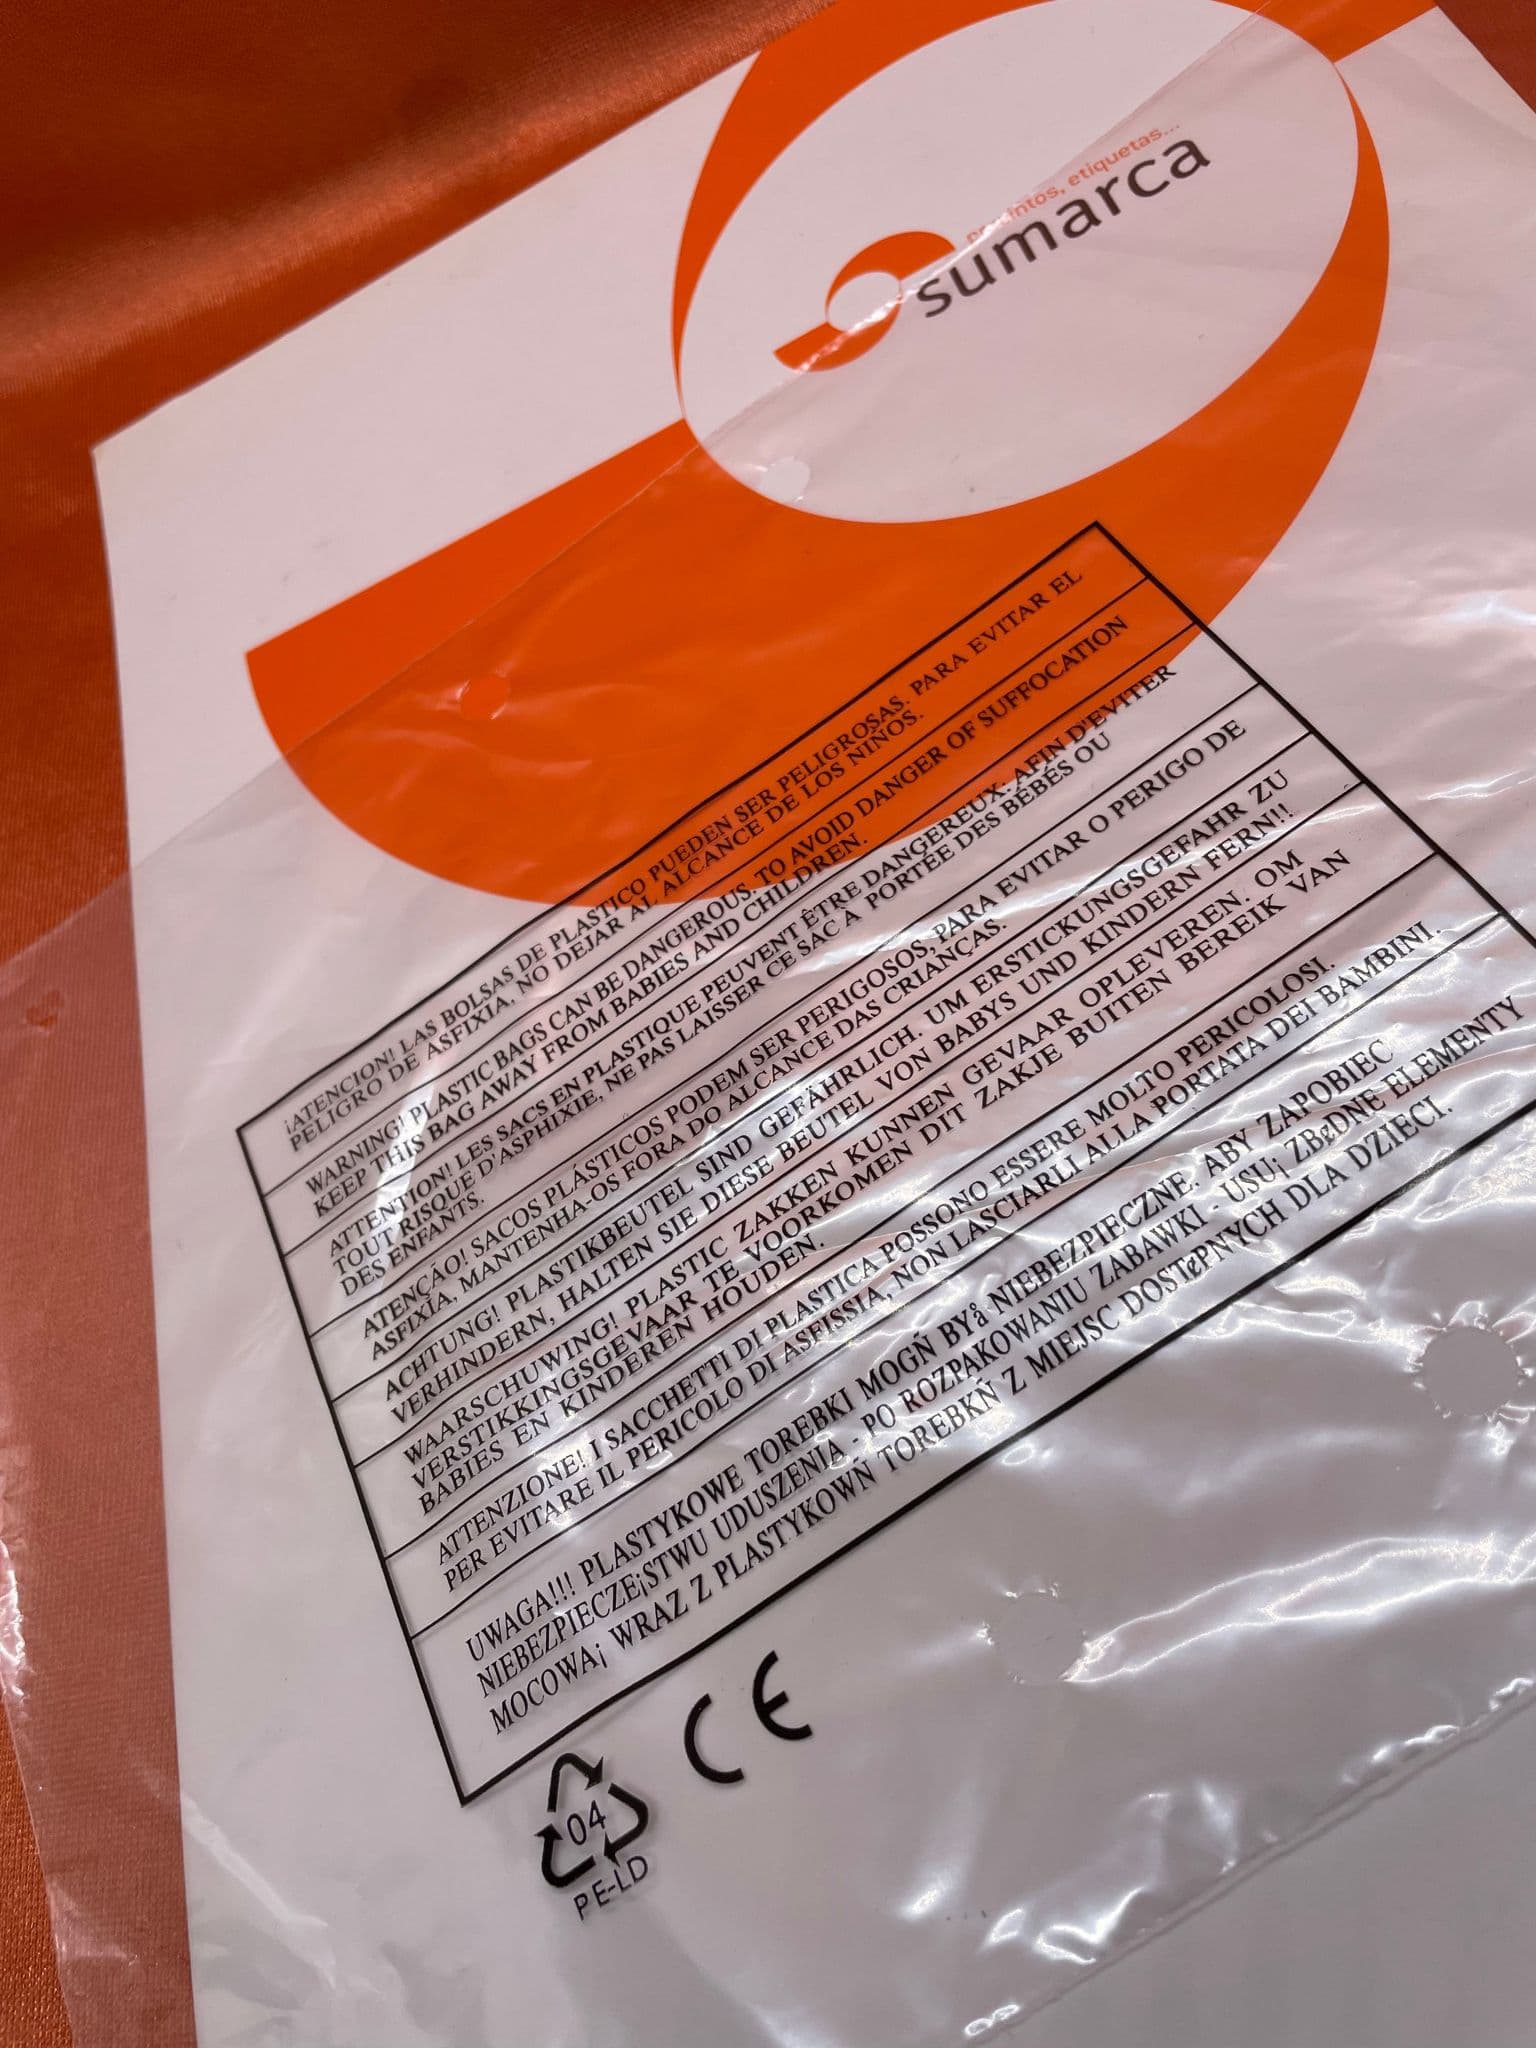 precintos, etiquetas...
sumarca
¡ATENCION! LAS BOLSAS DE PLASTICO PUEDEN SER PELIGROSAS. PARA EVITAR EL
PELIGRO DE ASFIXIA, NO DEJAR AL ALCANCE DE LOS NIÑOS.
WARNING! PLASTIC BAGS CAN BE DANGEROUS. TO AVOID DANGER OF SUFFOCATION
KEEP THIS BAG AWAY FROM BABIES AND CHILDREN.
ATTENTION! LES SACS EN PLASTIQUE PEUVENT ÊTRE DANGEREUX. AFIN D'EVITER
TOUT RISQUE D'ASPHIXIE, NE PAS LAISSER CE SAC A PORTÉE DES BÉBÉS OU
DES ENFANTS.
ATENÇÃO! SACOS PLÁSTICOS PODEM SER PERIGOSOS, PARA EVITAR O PERIGO DE
ASFIXÍA, MANTENHA-OS FORA DO ALCANCE DAS CRIANÇAS.
ACHTUNG! PLASTIKBEUTEL SIND GEFÄHRLICH. UM ERSTICKUNGSGEFAHR ZU
VERHINDERN, HALTEN SIE DIESE BEUTEL VON BABYS UND KINDERN FERN!!
WAARSCHUWING! PLASTIC ZAKKEN KUNNEN GEVAAR OPLEVEREN. OM
VERSTIKKINGSGEVAAR TE VOORKOMEN DIT ZAKJE BUITEN BEREIK VAN
BABIES EN KINDEREN HOUDEN.
ATTENZIONE! I SACCHETTI DI PLASTICA POSSONO ESSERE MOLTO PERICOLOSI.
PER EVITARE IL PERICOLO DI ASFISSIA, NON LASCIARLI ALLA PORTATA DEI BAMBINI.
UWAGA!!! PLASTYKOWE TOREBKI MOGŃ BYå NIEBEZPIECZNE. ABY ZAPOBIEC
NIEBEZPIECZE¡STWU UDUSZENIA - PO ROZPAKOWANIU ZABAWKI - USU¡ ZBøDNE ELEMENTY
MOCOWA¡ WRAZ Z PLASTYKOWŃ TOREBKŃ Z MIEJSC DOSTøPNYCH DLA DZIECI.
CE
04
PE-LD